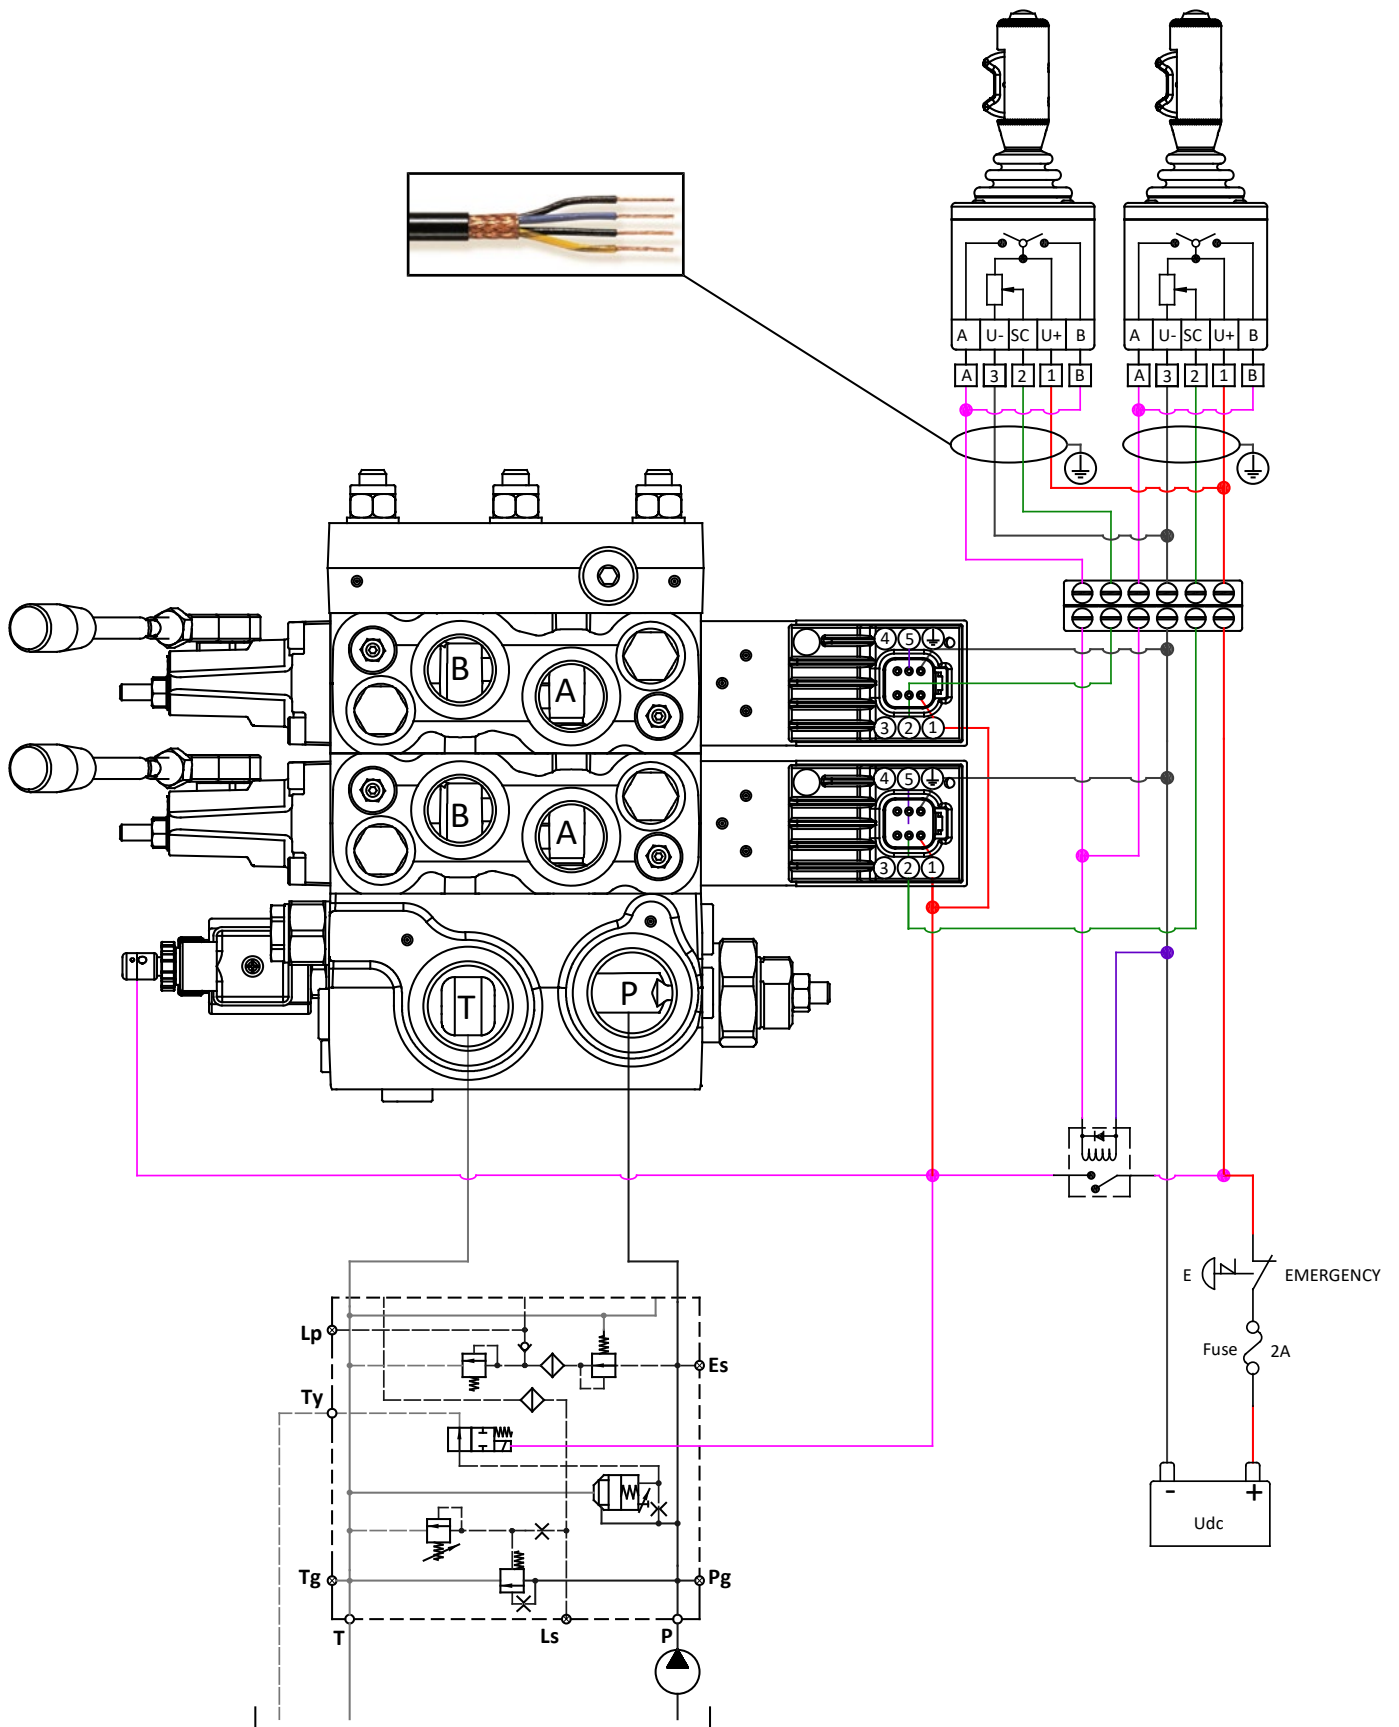 A U- SC U+ B
A U- SC U+ B
A 3 2 1 B
A 3 2 1 B
B A
4 5
3 2 1
B A
4 5
3 2 1
T P
E EMERGENCY
Fuse 2A
- +
Udc
Lp
Es
Ty
Tg
Pg
T Ls P